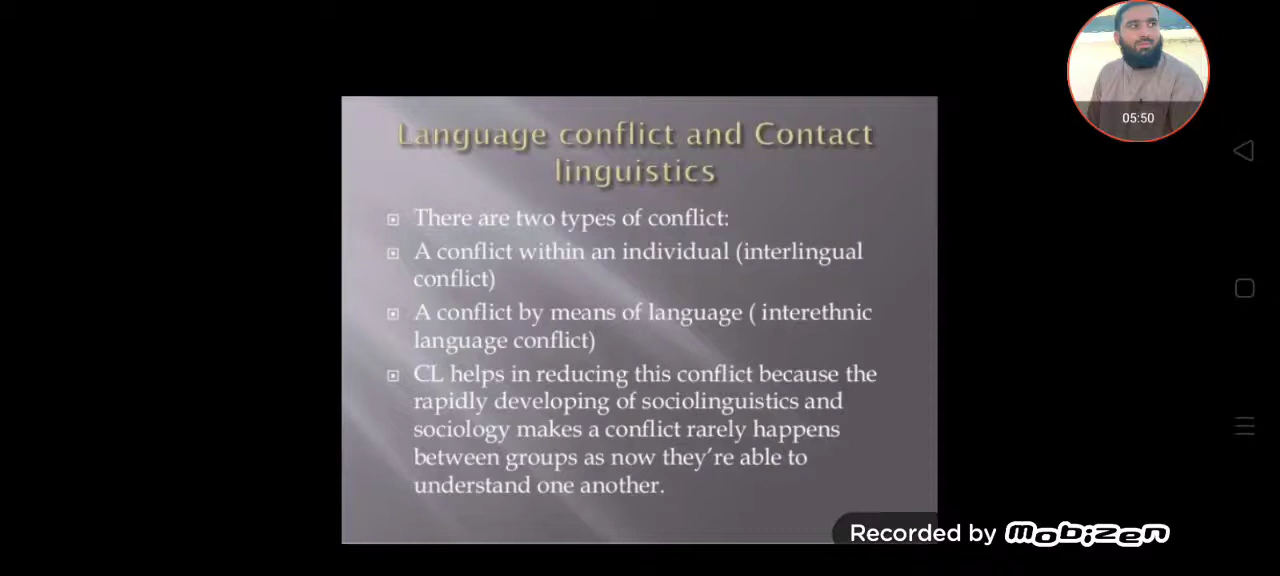 05:50
Language conflict and Contact
linguistics
There are two types of conflict:
A conflict within an individual (interlingual
conflict)
A conflict by means of language ( interethnic
language conflict)
CL helps in reducing this conflict because the
rapidly developing of sociolinguistics and
sociology makes a conflict rarely happens
between groups as now they're able to
understand one another.
Recorded by mobizen